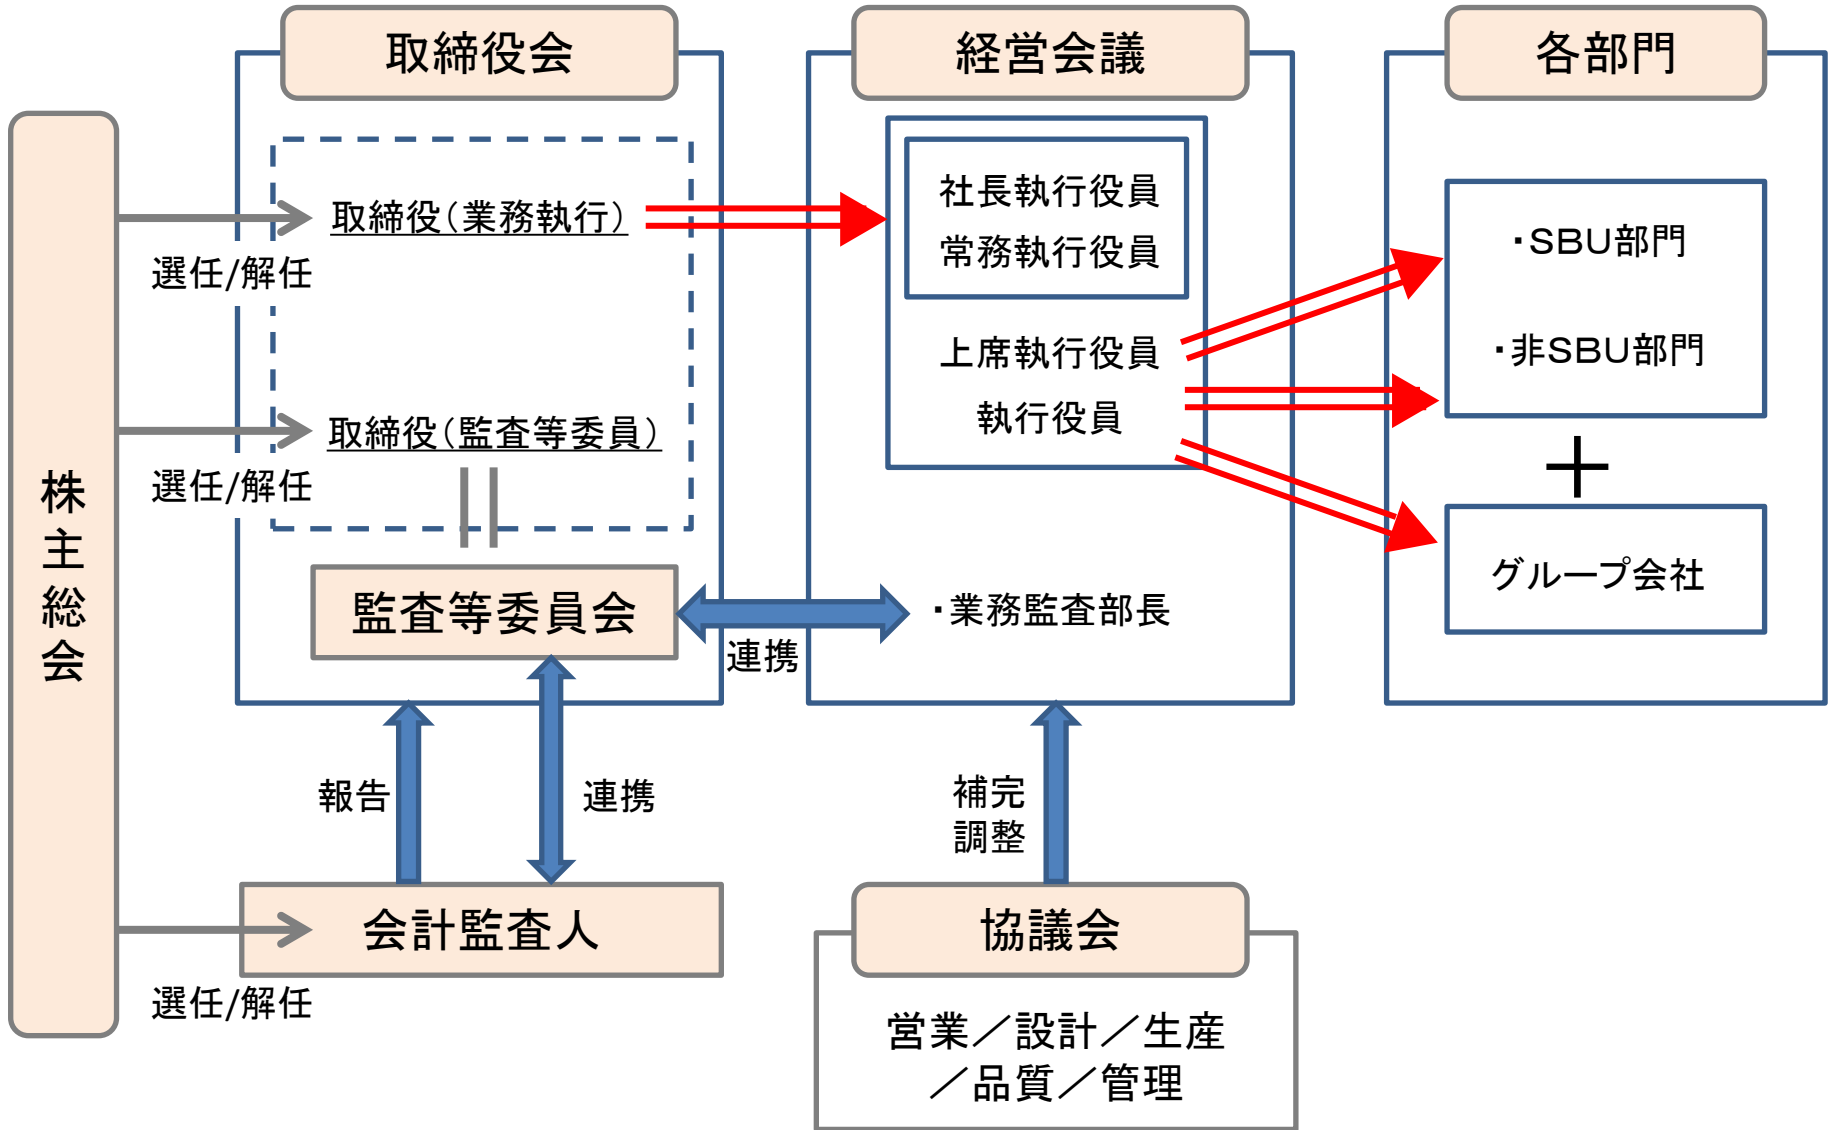 取締役会
経営会議
各部門
株主総会
取締役（業務執行）
選任/解任
取締役（監査等委員）
選任/解任
監査等委員会
連携
報告
連携
会計監査人
選任/解任
社長執行役員
常務執行役員
上席執行役員
執行役員
・業務監査部長
補完
調整
協議会
営業／設計／生産
／品質／管理
・SBU部門
・非SBU部門
＋
グループ会社